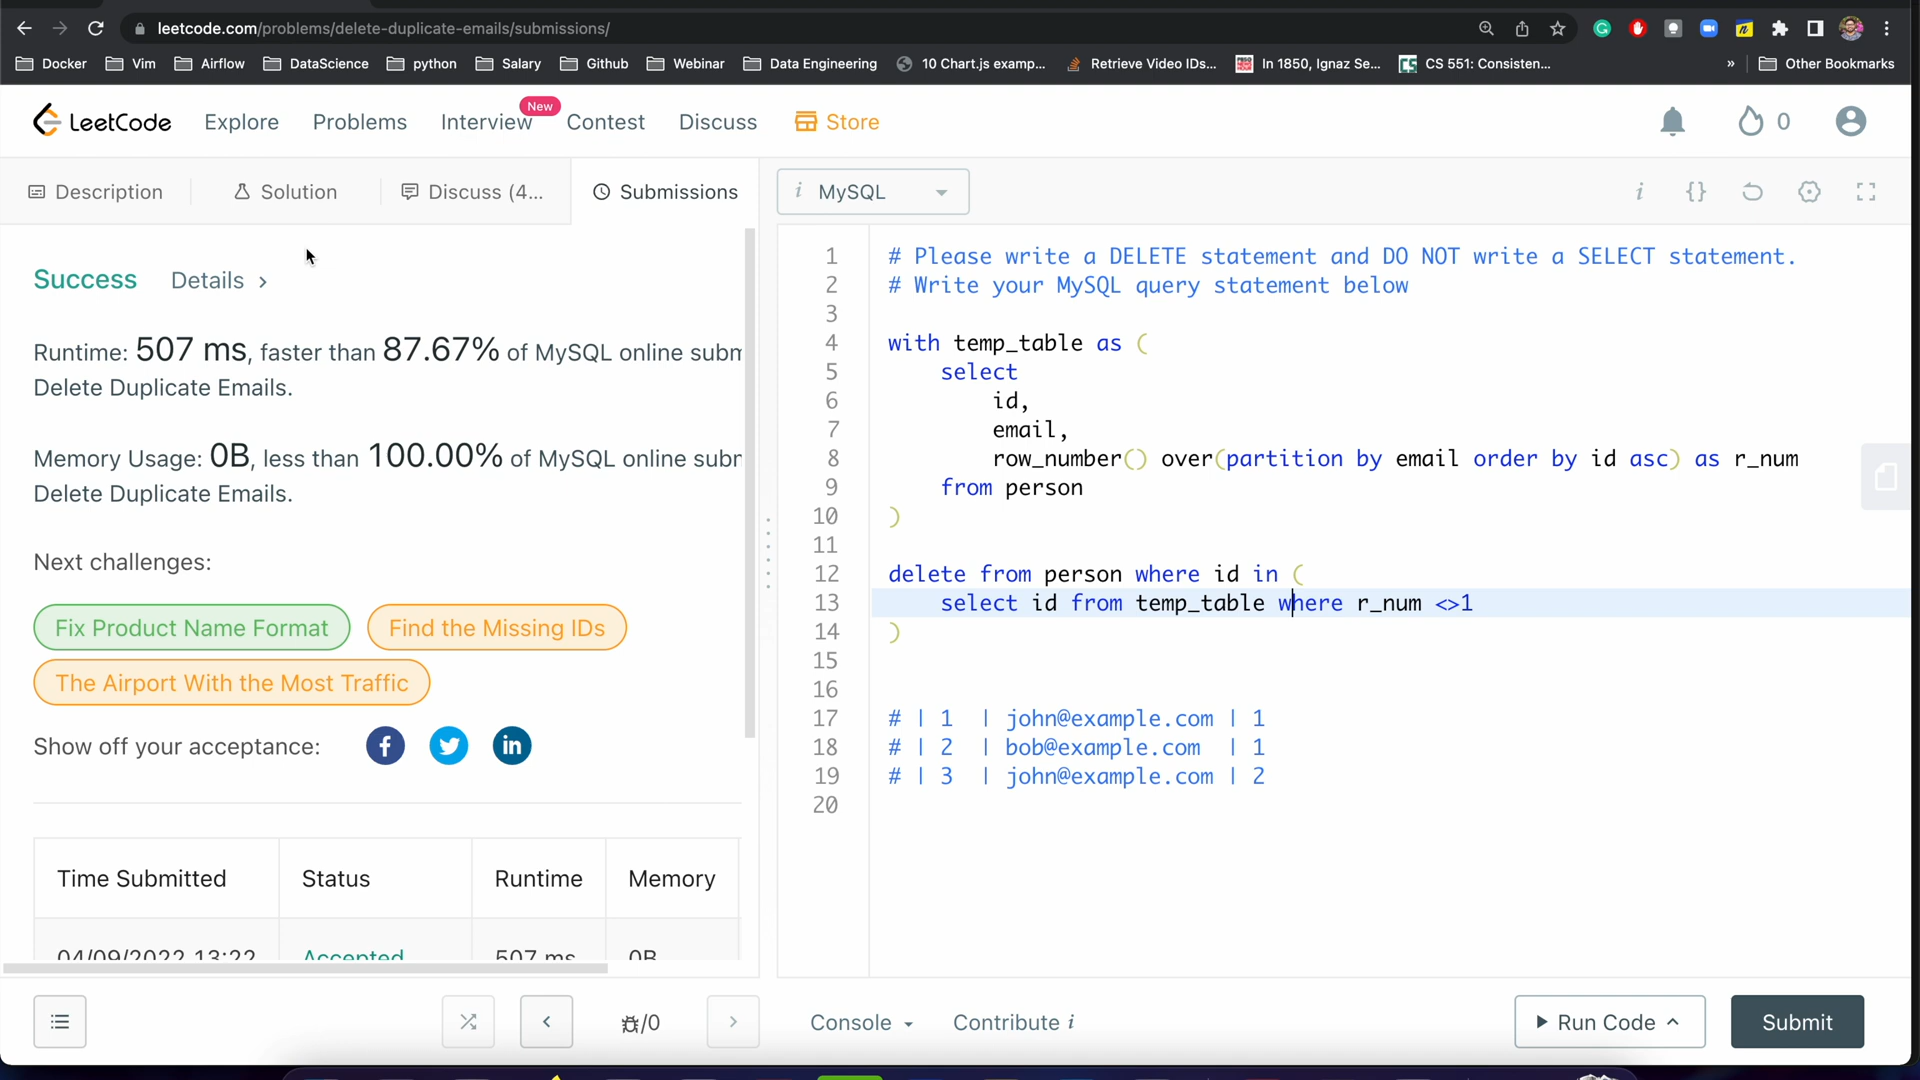 leetcode.com/problems/delete-duplicate-emails/submissions/
Docker Vim Airflow DataScience python Salary Github Webinar Data Engineering 10 Chart.js examp... Retrieve Video IDs... In 1850, Ignaz Se... CS 551: Consisten... » Other Bookmarks
LeetCode Explore Problems Interview New Contest Discuss Store 0
Description Solution Discuss (4... Submissions i MySQL i {}
Success Details >
Runtime: 507 ms, faster than 87.67% of MySQL online subm
Delete Duplicate Emails.
Memory Usage: 0B, less than 100.00% of MySQL online subr
Delete Duplicate Emails.
Next challenges:
Fix Product Name Format Find the Missing IDs
The Airport With the Most Traffic
Show off your acceptance:
Time Submitted Status Runtime Memory
04/09/2022 13:22 Accepted 507 ms 0B
1 # Please write a DELETE statement and DO NOT write a SELECT statement.
2 # Write your MySQL query statement below
3
4 with temp_table as (
5 select
6 id,
7 email,
8 row_number() over(partition by email order by id asc) as r_num
9 from person
10 )
11
12 delete from person where id in (
13 select id from temp_table where r_num <>1
14 )
15
16
17 # | 1 | john@example.com | 1
18 # | 2 | bob@example.com | 1
19 # | 3 | john@example.com | 2
20
/0 Console Contribute i Run Code Submit